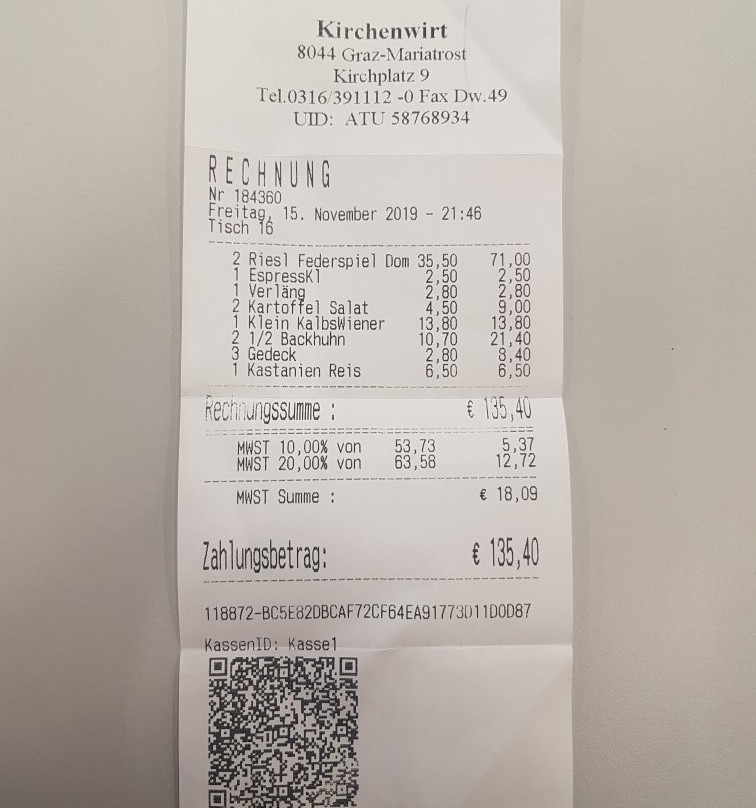 Kirchenwirt
8044 Graz-Mariatrost
Kirchplatz 9
Tel.0316/391112 -0 Fax Dw.49
UID: ATU 58768934
RECHNUNG
Nr 184360
Freitag, 15. November 2019 - 21:46
Tisch 16
2 Riesl Federspiel Dom 35,50 71,00
1 EspressKl 2,50 2,50
1 Verläng 2,80 2,80
2 Kartoffel Salat 4,50 9,00
1 Klein KalbsWiener 13,80 13,80
2 1/2 Backhuhn 10,70 21,40
3 Gedeck 2,80 8,40
1 Kastanien Reis 6,50 6,50
Rechnungssumme : € 135,40
MWST 10,00% von 53,73 5,37
MWST 20,00% von 63,58 12,72
MWST Summe : € 18,09
Zahlungsbetrag: € 135,40
118872-BC5E82DBCAF72CF64EA91773D11D0D87
KassenID: Kasse1